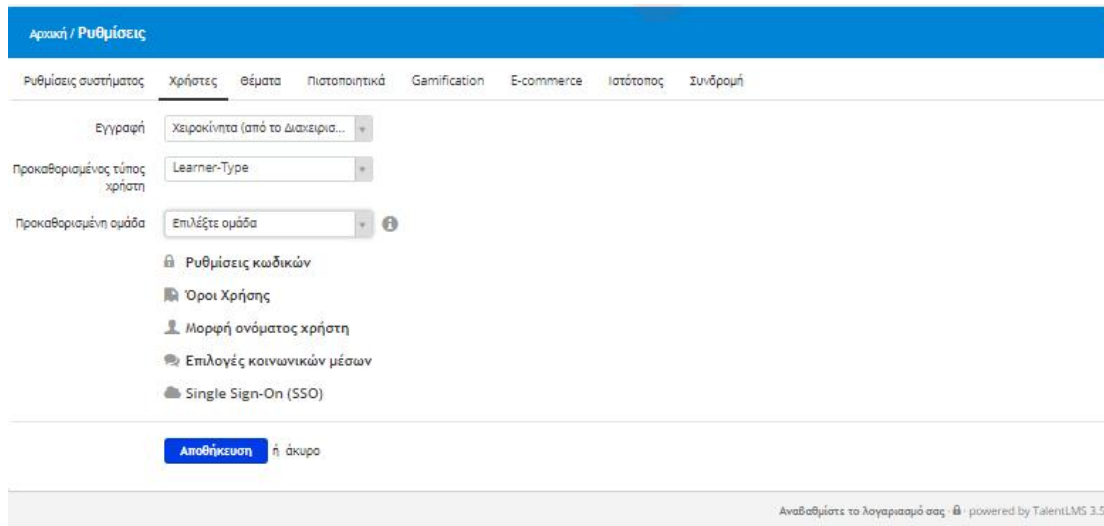 Αρχική / Ρυθμίσεις
Ρυθμίσεις συστήματος Χρήστες Θέματα Πιστοποιητικά Gamification E-commerce Ιστότοπος Συνδρομή
Εγγραφή Χειροκίνητα (από το Διαχειρισ...
Προκαθορισμένος τύπος χρήστη Learner-Type
Προκαθορισμένη ομάδα Επιλέξτε ομάδα
Ρυθμίσεις κωδικών
Όροι Χρήσης
Μορφή ονόματος χρήστη
Επιλογές κοινωνικών μέσων
Single Sign-On (SSO)
Αποθήκευση ή άκυρο
Αναβαθμίστε το λογαριασμό σας · powered by TalentLMS 3.5